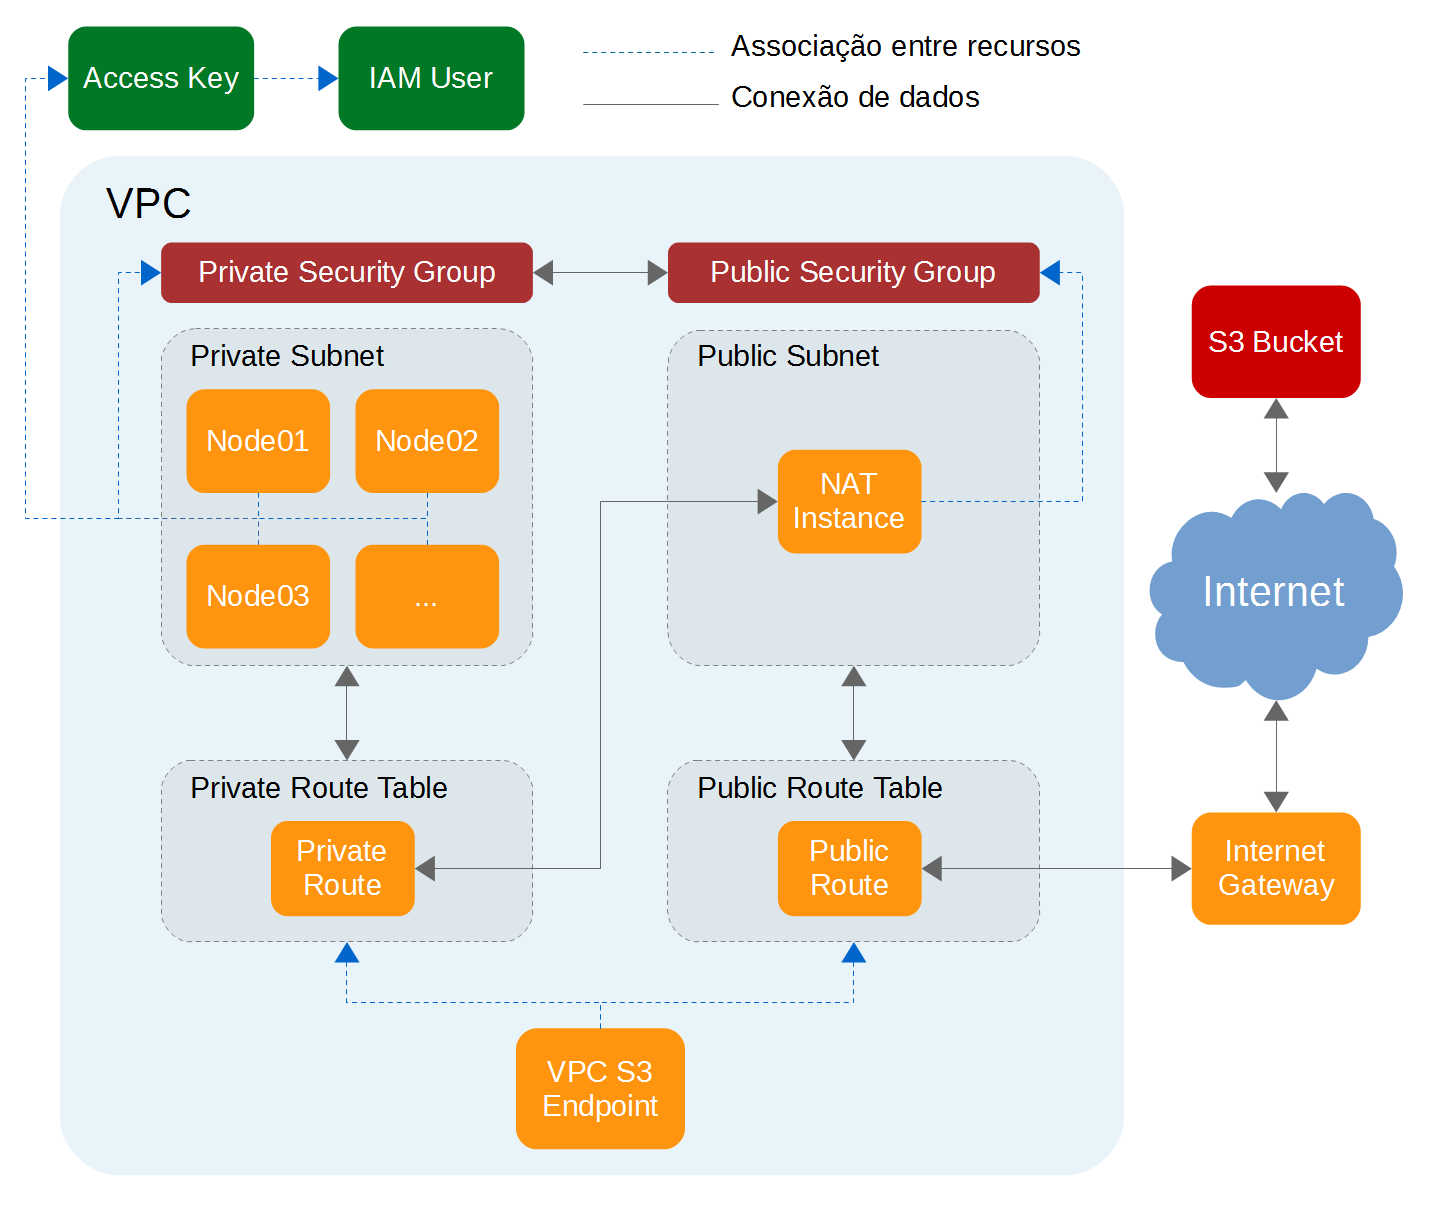 Access Key
IAM User
Associação entre recursos
Conexão de dados
VPC
Private Security Group
Public Security Group
Private Subnet
Node01
Node02
Node03
...
Public Subnet
NAT
Instance
S3 Bucket
Internet
Private Route Table
Private
Route
Public Route Table
Public
Route
Internet
Gateway
VPC S3
Endpoint